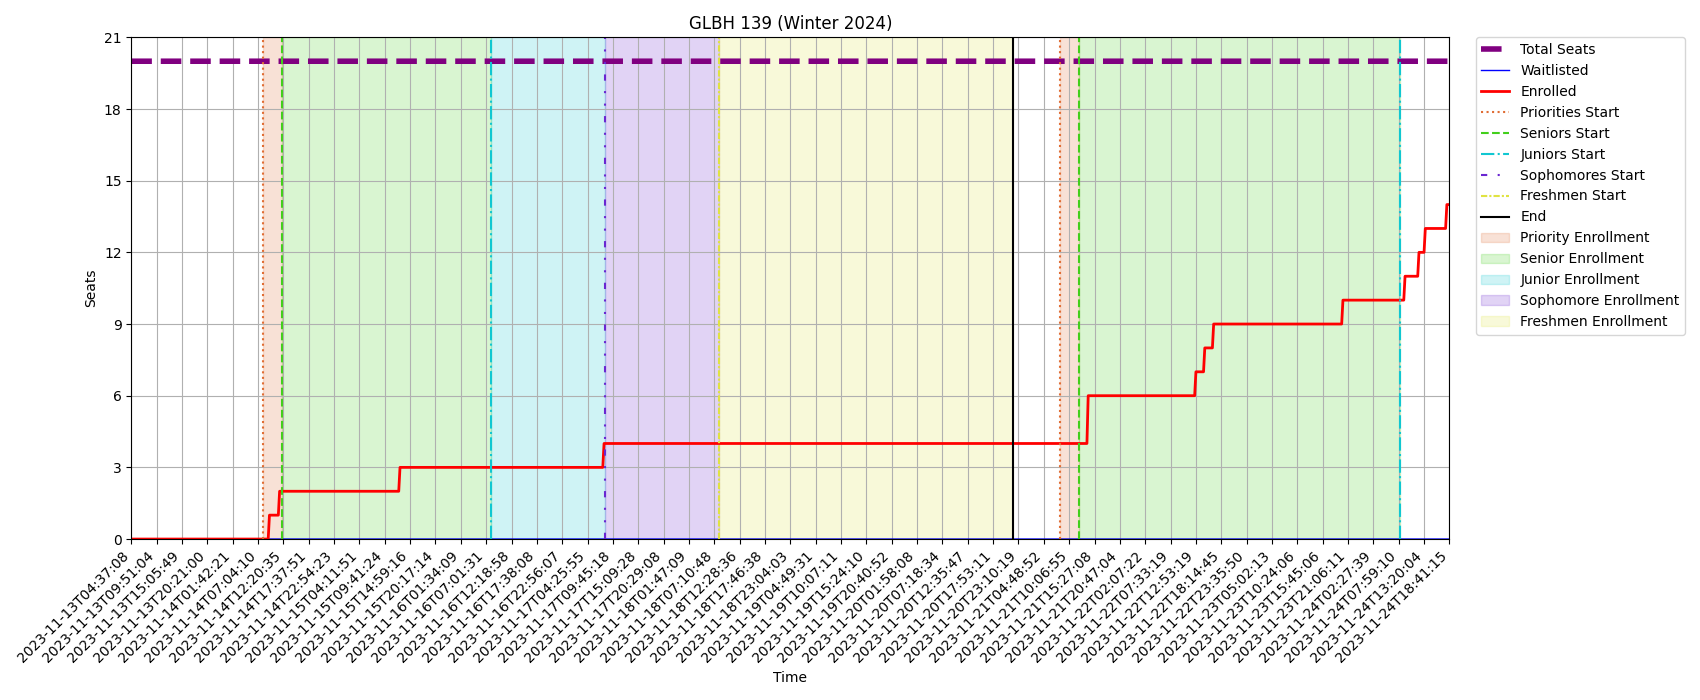 GLBH 139 (Winter 2024)
21
18
15
12
9
6
3
0
Seats
2023-11-13T04:37:08
2023-11-13T09:51:04
2023-11-13T15:05:49
2023-11-13T20:21:00
2023-11-14T01:42:21
2023-11-14T07:04:10
2023-11-14T12:20:35
2023-11-14T17:37:51
2023-11-14T22:54:23
2023-11-15T04:11:51
2023-11-15T09:41:24
2023-11-15T14:59:16
2023-11-15T20:17:14
2023-11-16T01:34:09
2023-11-16T07:01:31
2023-11-16T12:18:58
2023-11-16T17:38:08
2023-11-16T22:56:07
2023-11-17T04:25:55
2023-11-17T09:45:18
2023-11-17T15:09:28
2023-11-17T20:29:08
2023-11-18T01:47:09
2023-11-18T07:10:48
2023-11-18T12:28:36
2023-11-18T17:46:38
2023-11-18T23:04:03
2023-11-19T04:49:31
2023-11-19T10:07:11
2023-11-19T15:24:10
2023-11-19T20:40:52
2023-11-20T01:58:08
2023-11-20T07:18:34
2023-11-20T12:35:47
2023-11-20T17:53:11
2023-11-20T23:10:19
2023-11-21T04:48:52
2023-11-21T10:06:55
2023-11-21T15:27:08
2023-11-21T20:47:04
2023-11-22T02:07:22
2023-11-22T07:33:19
2023-11-22T12:53:19
2023-11-22T18:14:45
2023-11-22T23:35:50
2023-11-23T05:02:13
2023-11-23T10:24:06
2023-11-23T15:45:06
2023-11-23T21:06:11
2023-11-24T02:27:39
2023-11-24T07:59:10
2023-11-24T13:20:04
2023-11-24T18:41:15
Time
Total Seats
Waitlisted
Enrolled
Priorities Start
Seniors Start
Juniors Start
Sophomores Start
Freshmen Start
End
Priority Enrollment
Senior Enrollment
Junior Enrollment
Sophomore Enrollment
Freshmen Enrollment